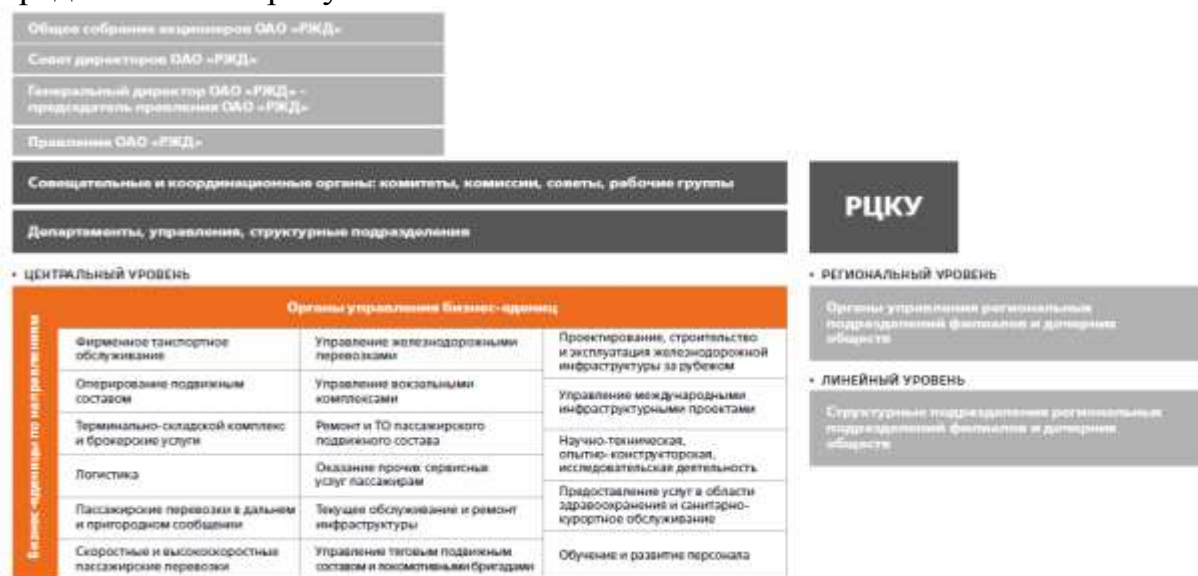 Общее собрание акционеров ОАО «РЖД»
Совет директоров ОАО «РЖД»
Генеральный директор ОАО «РЖД» -
председатель правления ОАО «РЖД»
Правление ОАО «РЖД»
Совещательные и координационные органы: комитеты, комиссии, советы, рабочие группы
Департаменты, управления, структурные подразделения
РЦКУ
• ЦЕНТРАЛЬНЫЙ УРОВЕНЬ
Бизнес-единицы по направлениям
Органы управления бизнес-единиц
Фирменное танспортное
обслуживание
Оперирование подвижным
составом
Терминально-складской комплекс
и брокерские услуги
Логистика
Пассажирские перевозки в дальнем
и пригородном сообщении
Скоростные и высокоскоростные
пассажирские перевозки
Управление железнодорожными
перевозками
Управление вокзальными
комплексами
Ремонт и ТО пассажирского
подвижного состава
Оказание прочих сервисных
услуг пассажирам
Текущее обслуживание и ремонт
инфраструктуры
Управление тяговым подвижным
составом и локомотивными бригадами
Проектирование, строительство
и эксплуатация железнодорожной
инфраструктуры за рубежом
Управление международными
инфраструктурными проектами
Научно-техническая,
опытно-конструкторская,
исследовательская деятельность
Предоставление услуг в области
здравоохранения и санитарно-
курортное обслуживание
Обучение и развитие персонала
• РЕГИОНАЛЬНЫЙ УРОВЕНЬ
Органы управления региональных
подразделений филиалов и дочерних
обществ
• ЛИНЕЙНЫЙ УРОВЕНЬ
Структурные подразделения региональных
подразделений филиалов и дочерних
обществ